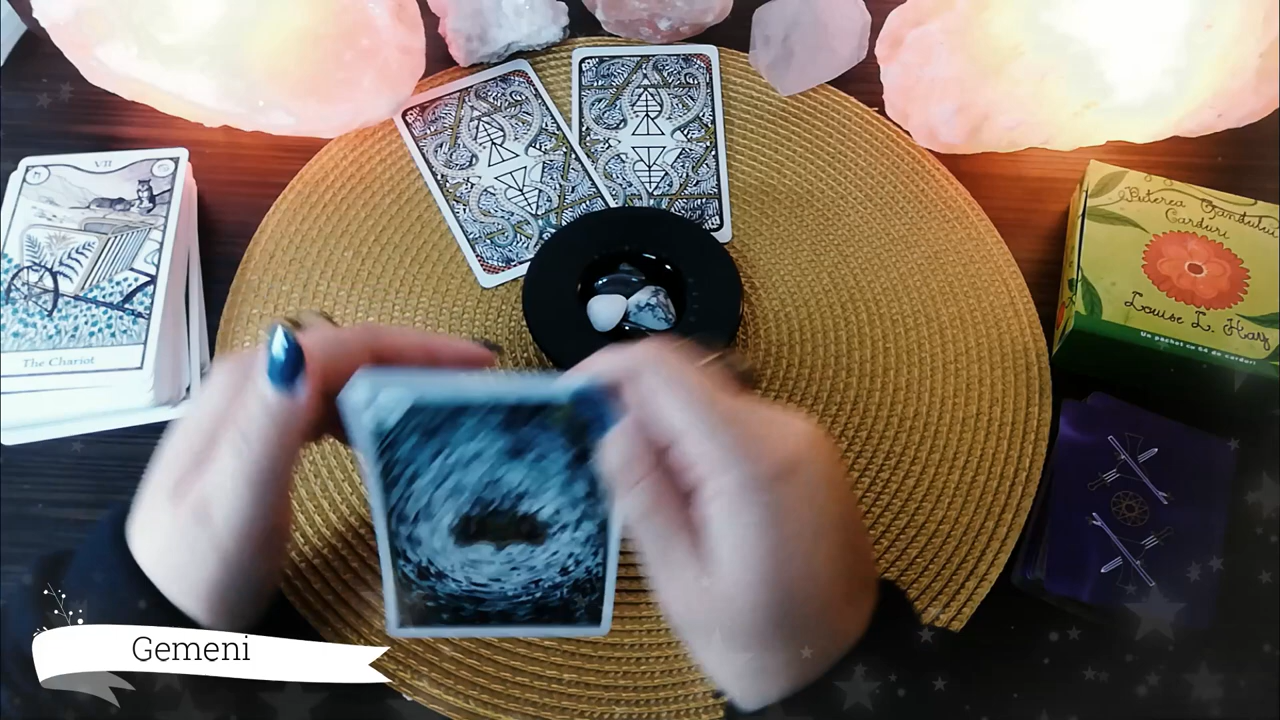 VII
The Chariot
Puterea Gândului
Carduri
Louise L. Hay
Un pachet cu 64 de carduri
Gemeni